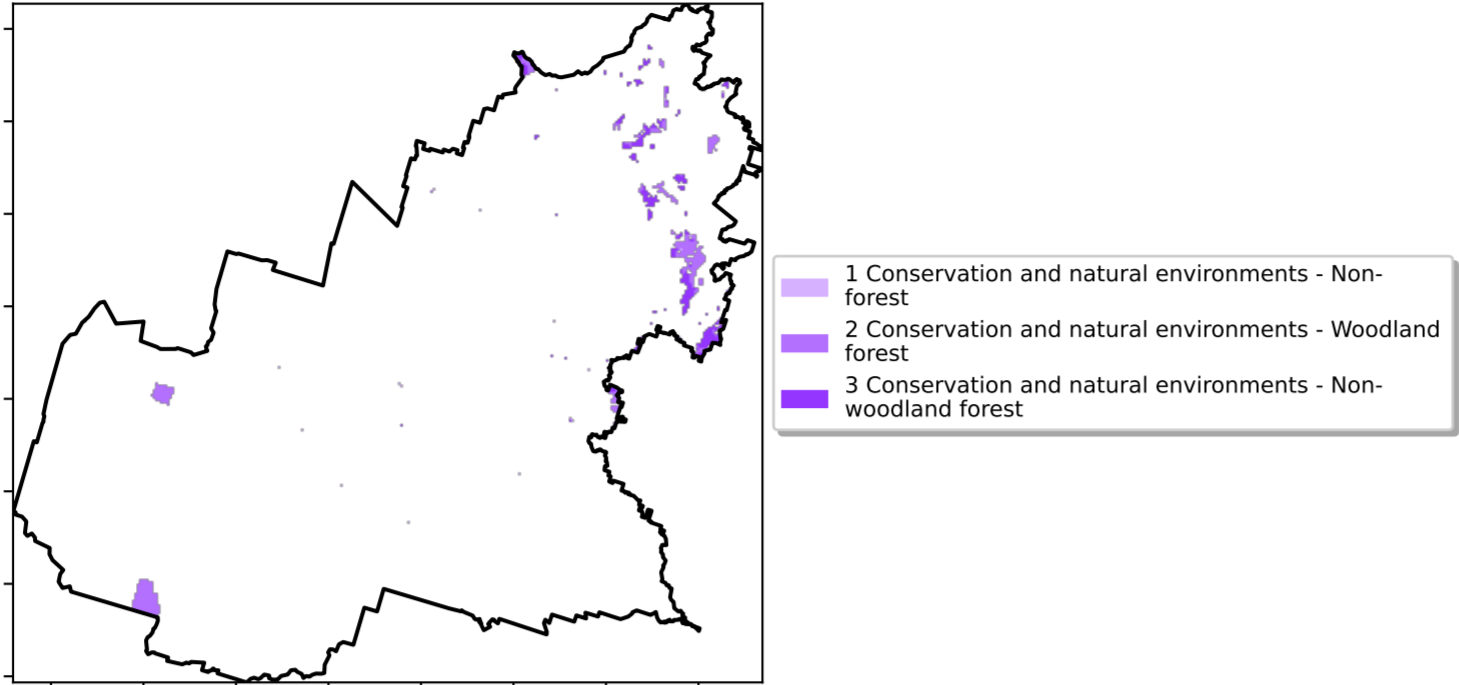 1 Conservation and natural environments - Non-
forest
2 Conservation and natural environments - Woodland
forest
3 Conservation and natural environments - Non-
woodland forest